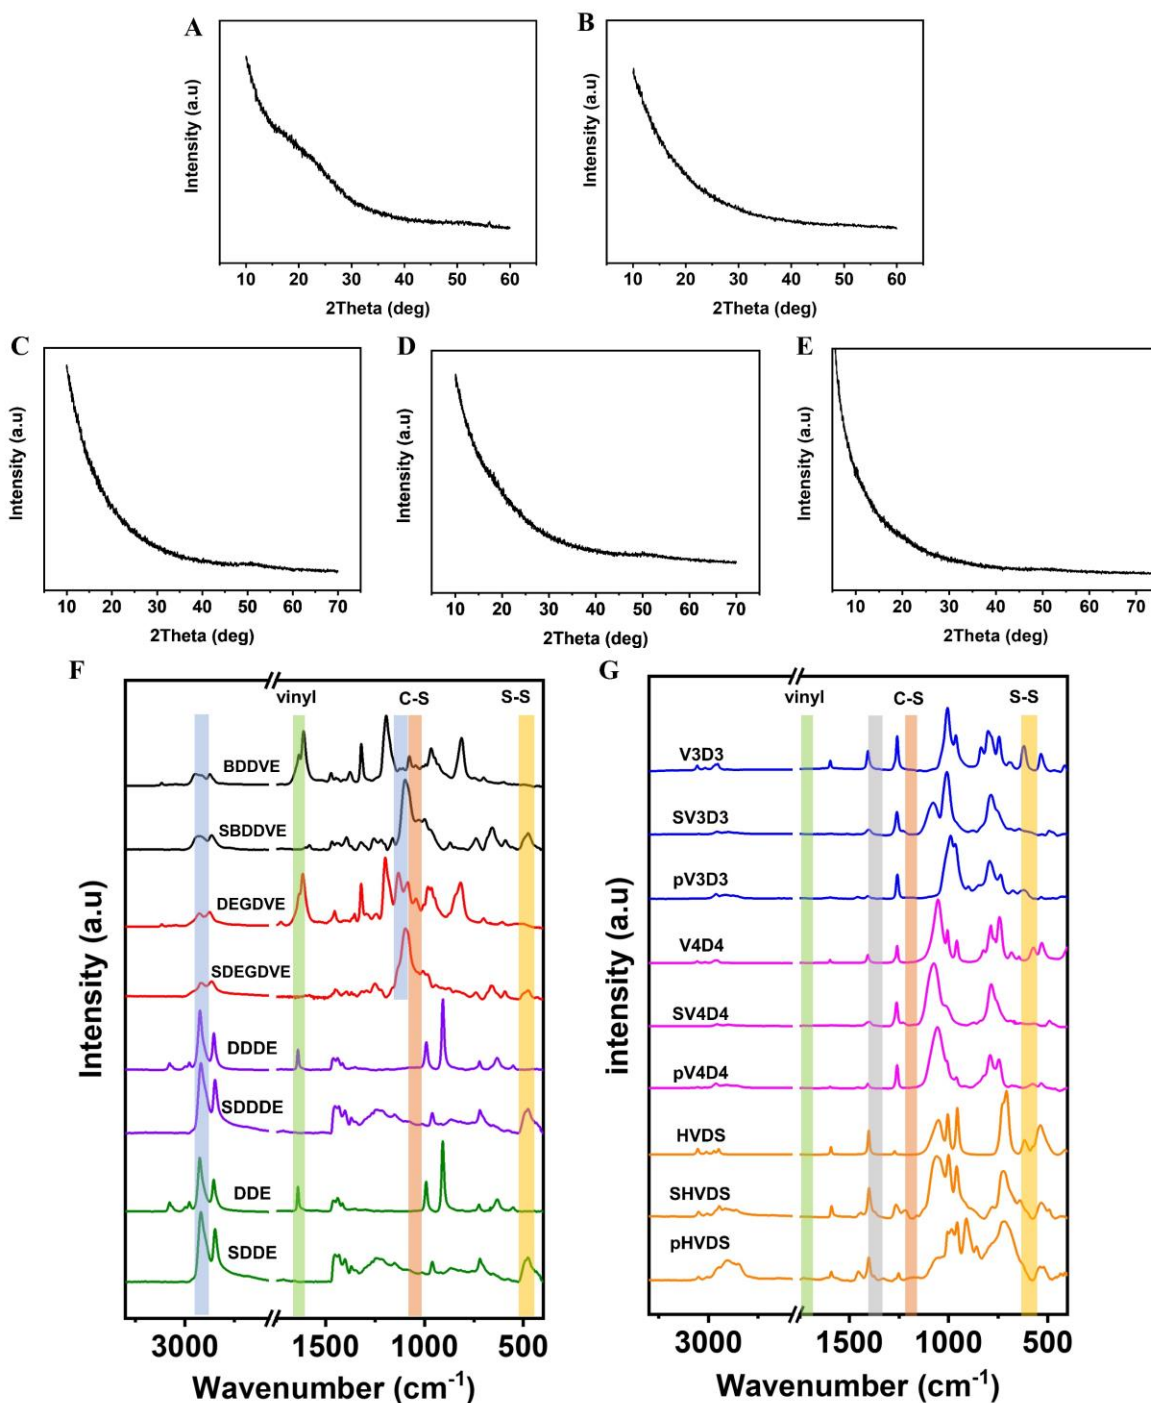 A
B
Intensity (a.u)
Intensity (a.u)
10 20 30 40 50 60
10 20 30 40 50 60
2Theta (deg)
2Theta (deg)
C
D
E
Intensity (a.u)
Intensity (a.u)
Intensity (a.u)
10 20 30 40 50 60 70
10 20 30 40 50 60 70
10 20 30 40 50 60 70
2Theta (deg)
2Theta (deg)
2Theta (deg)
F
vinyl C-S S-S
BDDVE
SBDDVE
DEGDVE
SDEGDVE
DDDE
SDDDE
DDE
SDDE
Intensity (a.u)
3000 1500 1000 500
Wavenumber (cm⁻¹)
G
vinyl C-S S-S
V3D3
SV3D3
pV3D3
V4D4
SV4D4
pV4D4
HVDS
SHVDS
pHVDS
intensity (a.u)
3000 1500 1000 500
Wavenumber (cm⁻¹)